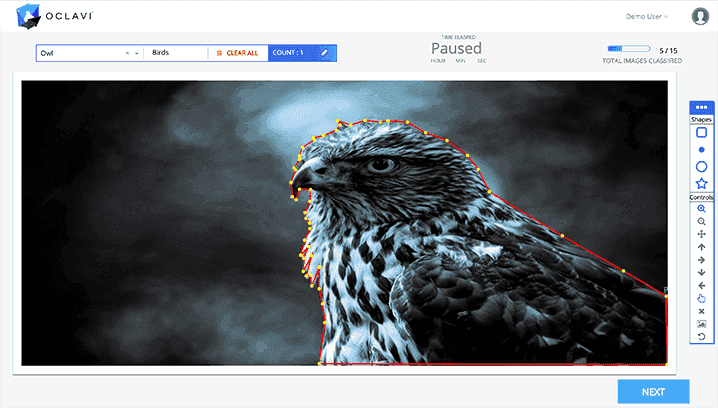 OCLAVI
Demo User
Owl
Birds
CLEAR ALL
COUNT : 1
TIME ELASPED
Paused
HOUR MIN SEC
5 / 15
TOTAL IMAGES CLASSIFIED
Shapes
Controls
NEXT